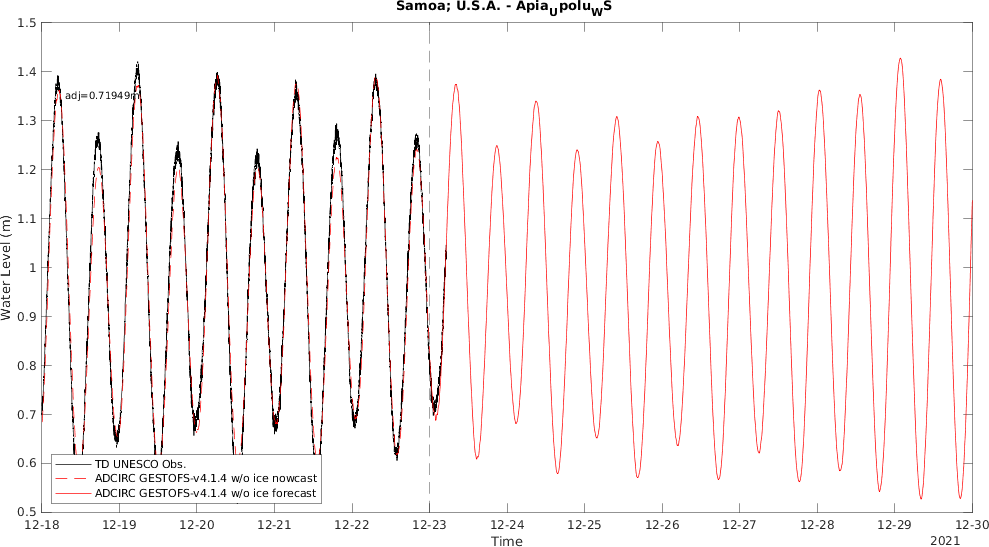 Samoa; U.S.A. - ApiaUpoluWS
1.5
1.4
1.3
1.2
1.1
1
0.9
0.8
0.7
0.6
0.5
Water Level (m)
adj=0.71949m
TD UNESCO Obs.
ADCIRC GESTOFS-v4.1.4 w/o ice nowcast
ADCIRC GESTOFS-v4.1.4 w/o ice forecast
12-18 12-19 12-20 12-21 12-22 12-23 12-24 12-25 12-26 12-27 12-28 12-29 12-30
Time
2021